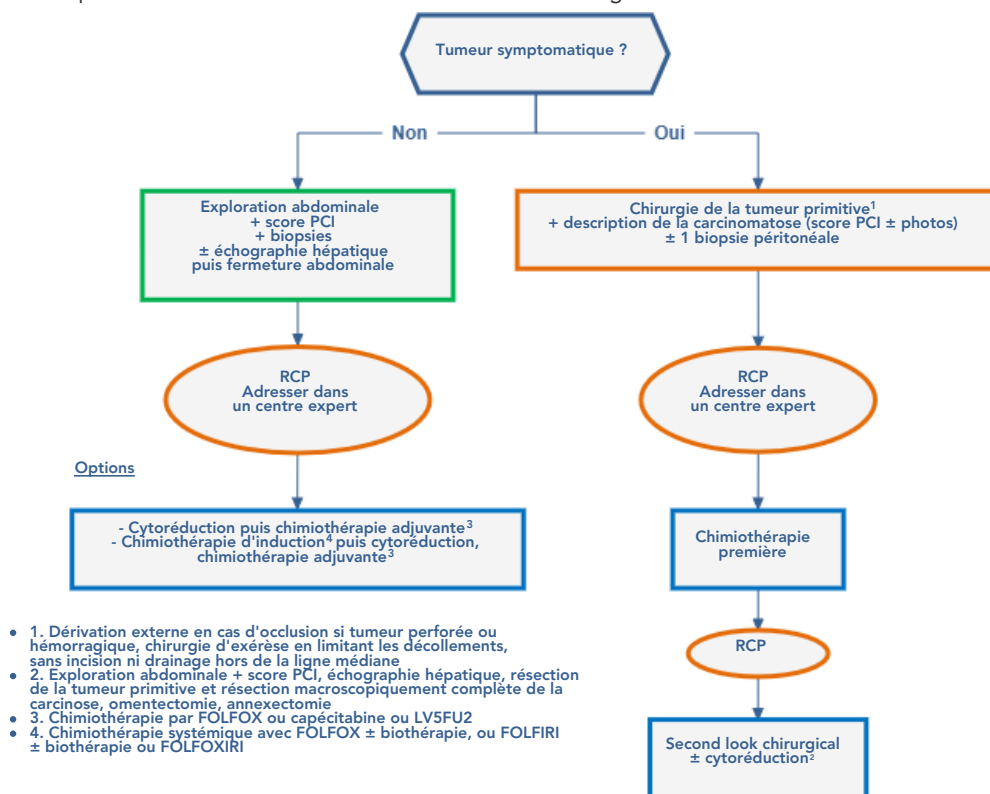 Tumeur symptomatique ?
Non
Oui
Exploration abdominale
+ score PCI
+ biopsies
± échographie hépatique
puis fermeture abdominale
Chirurgie de la tumeur primitive¹
+ description de la carcinomatose (score PCI ± photos)
± 1 biopsie péritonéale
RCP
Adresser dans
un centre expert
RCP
Adresser dans
un centre expert
Options
- Cytoréduction puis chimiothérapie adjuvante³
- Chimiothérapie d'induction⁴ puis cytoréduction,
chimiothérapie adjuvante³
Chimiothérapie
première
RCP
Second look chirurgical
± cytoréduction²
• 1. Dérivation externe en cas d'occlusion si tumeur perforée ou
hémorragique, chirurgie d'exérèse en limitant les décollements,
sans incision ni drainage hors de la ligne médiane
• 2. Exploration abdominale + score PCI, échographie hépatique, résection
de la tumeur primitive et résection macroscopiquement complète de la
carcinose, omentectomie, annexectomie
• 3. Chimiothérapie par FOLFOX ou capécitabine ou LV5FU2
• 4. Chimiothérapie systémique avec FOLFOX ± biothérapie, ou FOLFIRI
± biothérapie ou FOLFOXIRI